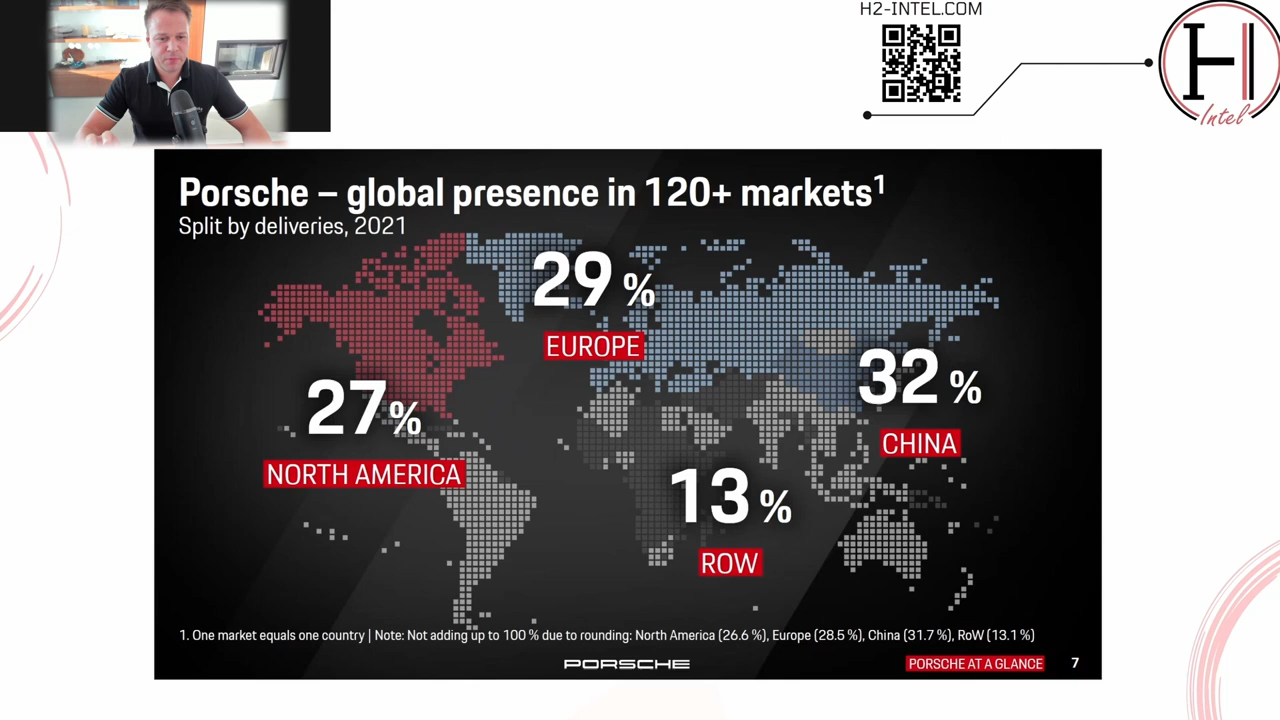 H2-INTEL.COM
H
Intel
Porsche – global presence in 120+ markets¹
Split by deliveries, 2021
29 %
EUROPE
32 %
CHINA
27 %
NORTH AMERICA
13 %
ROW
1. One market equals one country | Note: Not adding up to 100 % due to rounding: North America (26.6 %), Europe (28.5 %), China (31.7 %), RoW (13.1 %)
PORSCHE
PORSCHE AT A GLANCE
7